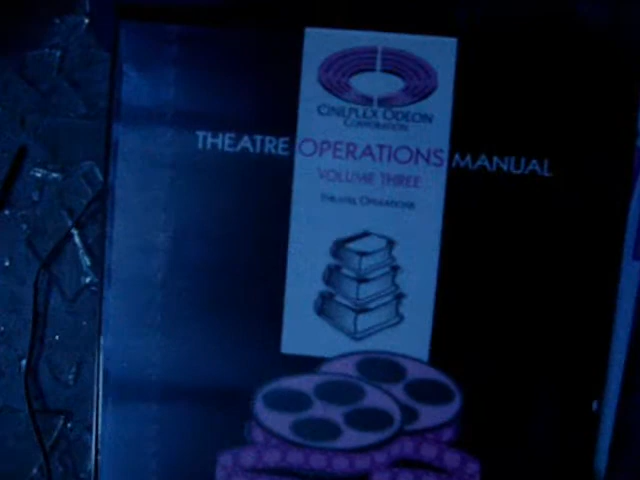 CINEPLEX ODEON
CORPORATION
THEATRE OPERATIONS MANUAL
VOLUME THREE
THEATRE OPERATIONS